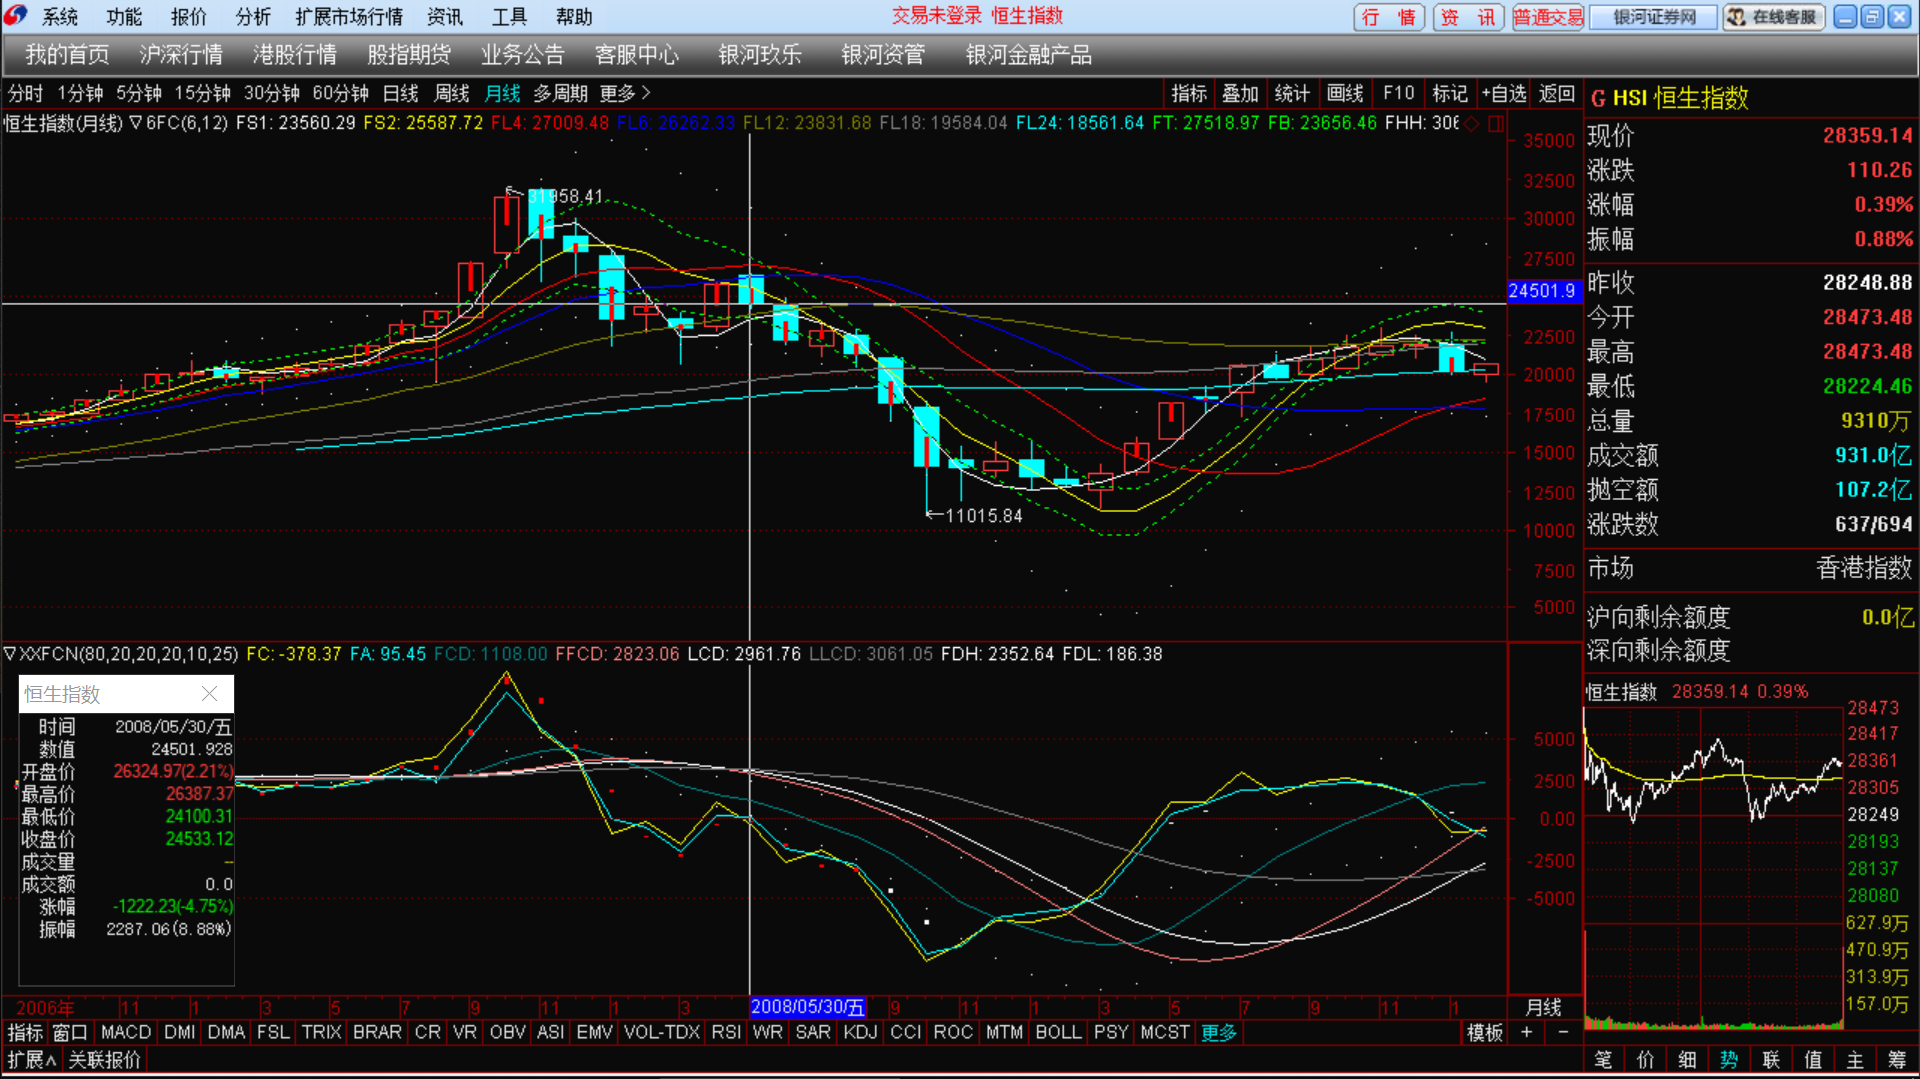 系统 功能 报价 分析 扩展市场行情 资讯 工具 帮助 交易未登录 恒生指数 行 情 资 讯 普通交易 银河证券网 在线客服
我的首页 沪深行情 港股行情 股指期货 业务公告 客服中心 银河玖乐 银河资管 银河金融产品
分时 1分钟 5分钟 15分钟 30分钟 60分钟 日线 周线 月线 多周期 更多 > 指标 叠加 统计 画线 F10 标记 +自选 返回
G HSI 恒生指数
恒生指数(月线) ▽ 6FC(6,12) FS1: 23560.29 FS2: 25587.72 FL4: 27009.48 FL6: 26262.33 FL12: 23831.68 FL18: 19584.04 FL24: 18561.64 FT: 27518.97 FB: 23656.46 FHH: 306
35000
32500
30000
27500
24501.9
22500
20000
17500
15000
12500
10000
7500
5000
31958.41
11015.84
现价 28359.14
涨跌 110.26
涨幅 0.39%
振幅 0.88%
昨收 28248.88
今开 28473.48
最高 28473.48
最低 28224.46
总量 9310万
成交额 931.0亿
抛空额 107.2亿
涨跌数 637/694
市场 香港指数
沪向剩余额度 0.0亿
深向剩余额度
▽ XXFCN(80,20,20,20,10,25) FC: -378.37 FA: 95.45 FCD: 1108.00 FFCD: 2823.06 LCD: 2961.76 LLCD: 3061.05 FDH: 2352.64 FDL: 186.38
恒生指数
时间 2008/05/30/五
数值 24501.928
开盘价 26324.97(2.21%)
最高价 26387.37
最低价 24100.31
收盘价 24533.12
成交量 --
成交额 0.0
涨幅 -1222.23(-4.75%)
振幅 2287.06(8.88%)
5000
2500
0.00
-2500
-5000
恒生指数 28359.14 0.39%
28473
28417
28361
28305
28249
28193
28137
28080
627.9万
470.9万
313.9万
157.0万
2006年 11 1 3 5 7 9 11 1 3 2008/05/30/五 9 11 1 3 5 7 9 11 1 月线
指标 窗口 MACD DMI DMA FSL TRIX BRAR CR VR OBV ASI EMV VOL-TDX RSI WR SAR KDJ CCI ROC MTM BOLL PSY MCST 更多 模板 + -
扩展∧ 关联报价 笔 价 细 势 联 值 主 筹